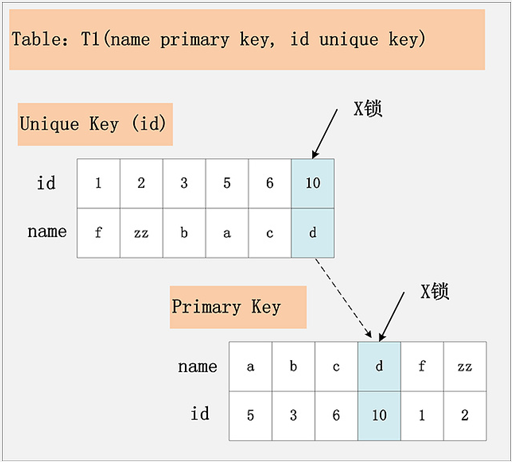 Table: T1(name primary key, id unique key)
X锁
Unique Key (id)
id 1 2 3 5 6 10
name f zz b a c d
X锁
Primary Key
name a b c d f zz
id 5 3 6 10 1 2